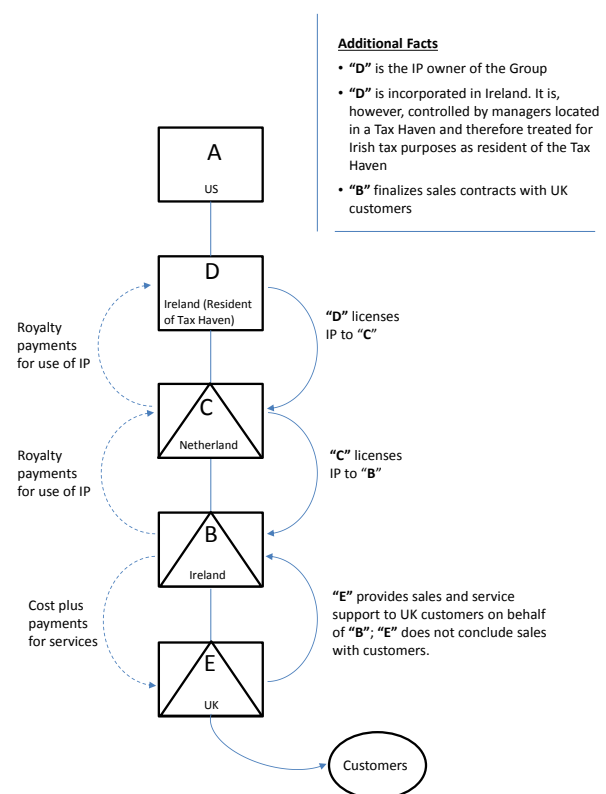 Additional Facts
• “D” is the IP owner of the Group
• “D” is incorporated in Ireland. It is,
however, controlled by managers located
in a Tax Haven and therefore treated for
Irish tax purposes as resident of the Tax
Haven
• “B” finalizes sales contracts with UK
customers
A
US
D
Ireland (Resident
of Tax Haven)
Royalty
payments
for use of IP
“D” licenses
IP to “C”
C
Netherland
Royalty
payments
for use of IP
“C” licenses
IP to “B”
B
Ireland
Cost plus
payments
for services
“E” provides sales and service
support to UK customers on behalf
of “B”; “E” does not conclude sales
with customers.
E
UK
Customers